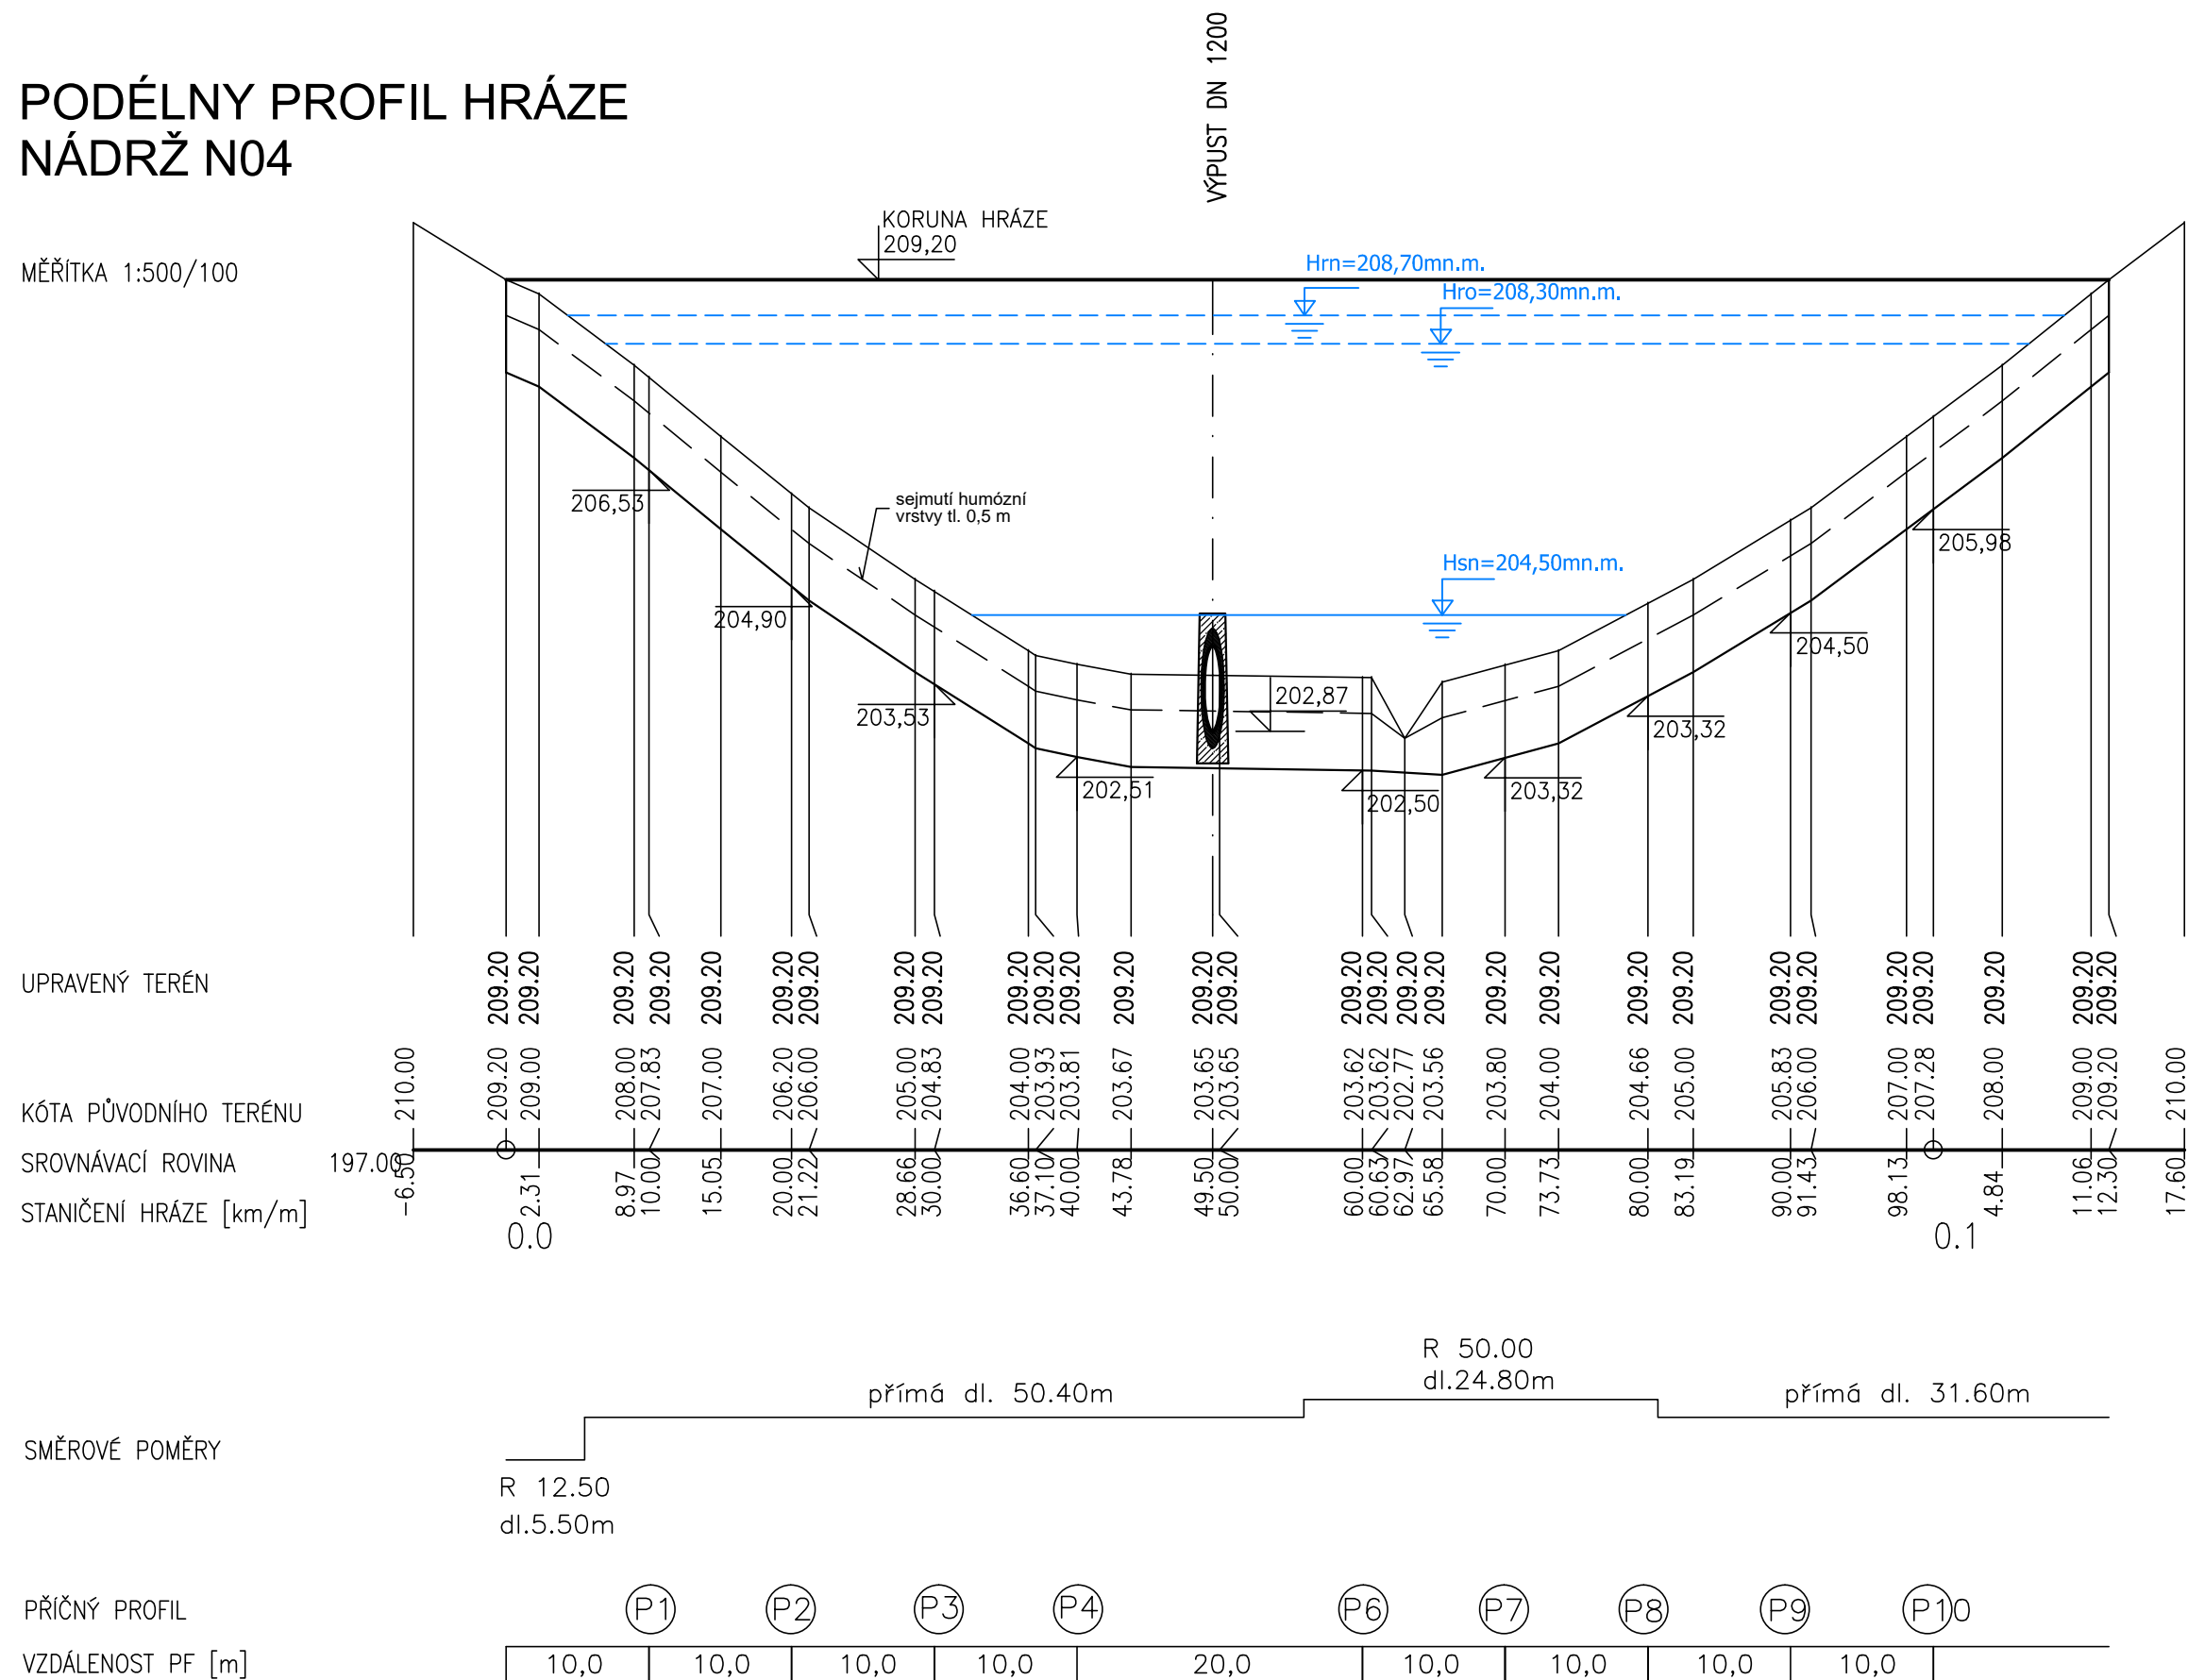 VÝPUST DN 1200
PODÉLNY PROFIL HRÁZE
NÁDRŽ N04
MĚŘÍTKA 1:500/100
KORUNA HRÁZE
209,20
Hrn=208,70mn.m.
Hro=208,30mn.m.
206,53
sejmutí humózní
vrstvy tl. 0,5 m
205,98
Hsn=204,50mn.m.
204,90
204,50
203,53
202,87
203,32
202,51
202,50
203,32
UPRAVENÝ TERÉN
209.20 209.20 209.20 209.20 209.20 209.20 209.20 209.20 209.20 209.20 209.20 209.20 209.20 209.20 209.20 209.20 209.20 209.20 209.20 209.20 209.20 209.20 209.20 209.20 209.20 209.20 209.20 209.20 209.20 209.20
KÓTA PŮVODNÍHO TERÉNU
210.00 209.20 209.00 208.00 207.83 207.00 206.20 206.00 205.00 204.83 204.00 203.93 203.81 203.67 203.65 203.65 203.62 203.62 202.77 203.56 203.80 204.00 204.66 205.00 205.83 206.00 207.00 207.28 208.00 209.00 209.20 210.00
SROVNÁVACÍ ROVINA 197.00
STANIČENÍ HRÁZE [km/m]
-6.50 2.31 8.97 10.00 15.05 20.00 21.22 28.66 30.00 36.60 37.10 40.00 43.78 49.50 50.00 60.00 60.63 62.97 65.58 70.00 73.73 80.00 83.19 90.00 91.43 98.13 4.84 11.06 12.30 17.60
0.0 0.1
R 50.00
dl.24.80m
přímá dl. 50.40m
přímá dl. 31.60m
SMĚROVÉ POMĚRY
R 12.50
dl.5.50m
PŘÍČNÝ PROFIL
P1 P2 P3 P4 P6 P7 P8 P9 P10
VZDÁLENOST PF [m]
10,0 10,0 10,0 10,0 20,0 10,0 10,0 10,0 10,0